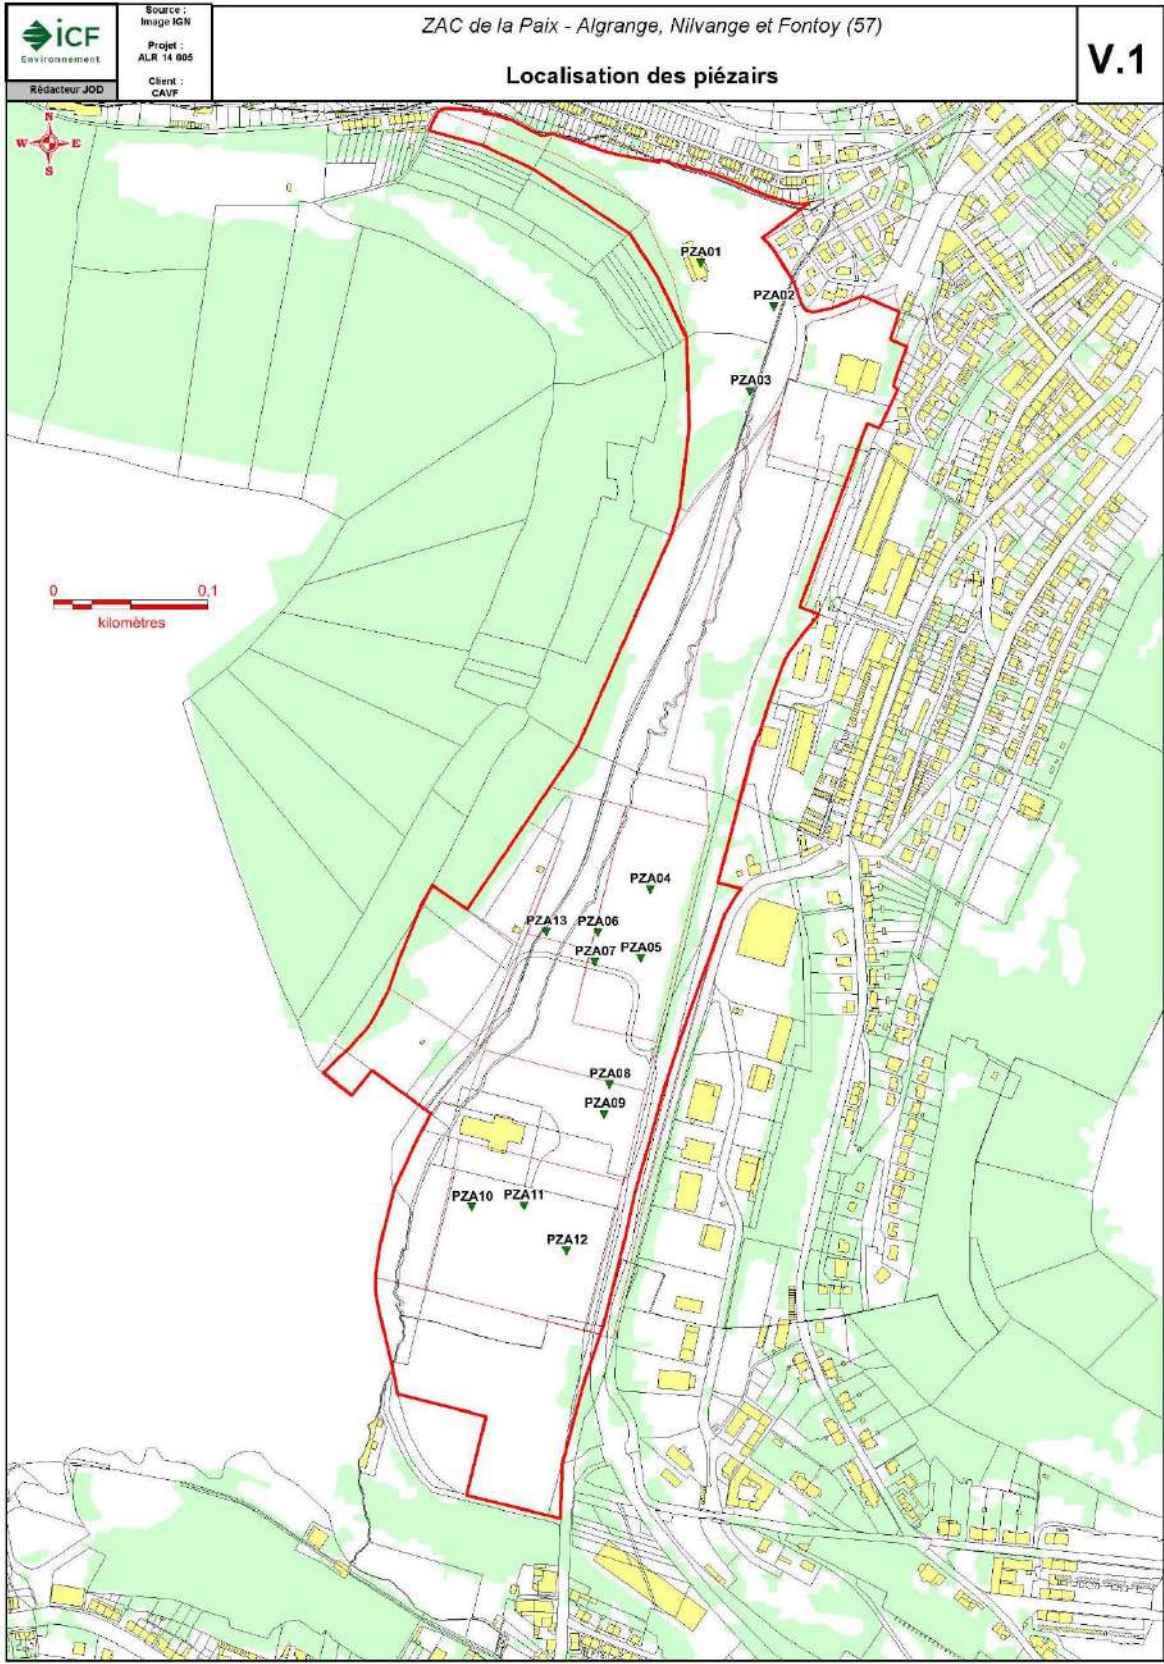 iCF
Environnement
Rédacteur JOD
Source :
Image IGN
Projet :
ALR 14 005
Client :
CAVF
ZAC de la Paix - Algrange, Nilvange et Fontoy (57)
Localisation des piézairs
V.1
N
W E
S
PZA01
PZA02
PZA03
0 0,1
kilomètres
PZA04
PZA13 PZA06
PZA07 PZA05
PZA08
PZA09
PZA10 PZA11
PZA12